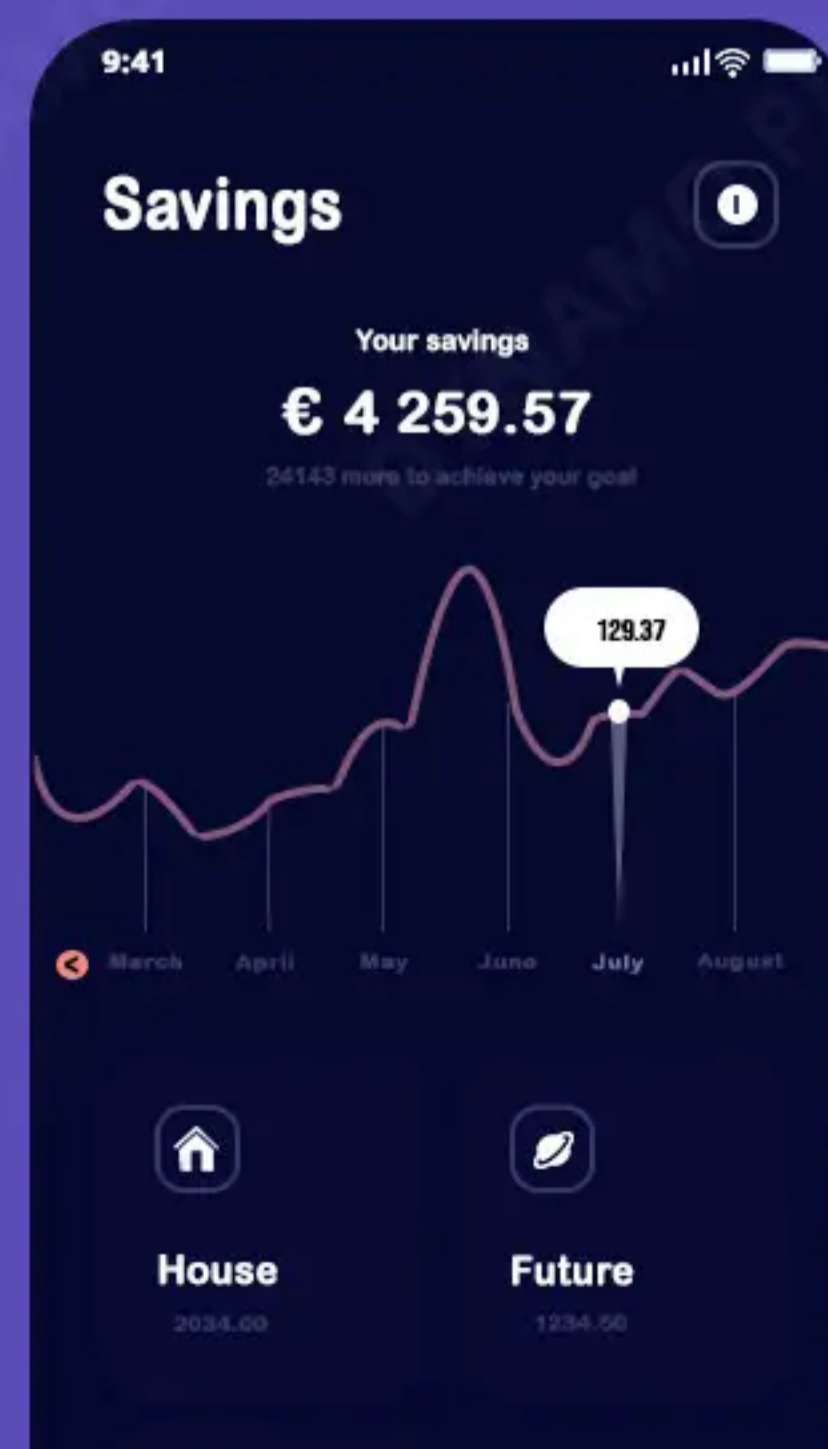 9:41
Savings
Your savings
€ 4 259.57
24143 more to achieve your goal
129.37
March April May June July August
House Future
2034.00 1234.50